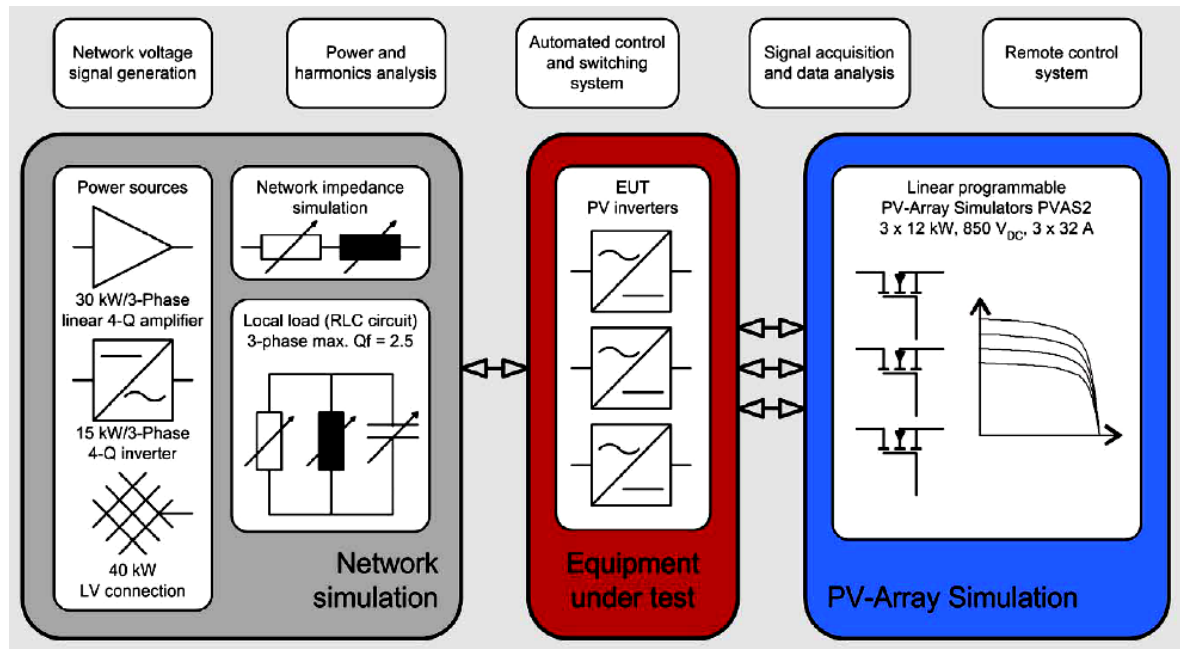 Network voltage
signal generation
Power and
harmonics analysis
Automated control
and switching
system
Signal acquisition
and data analysis
Remote control
system
Power sources
30 kW/3-Phase
linear 4-Q amplifier
15 kW/3-Phase
4-Q inverter
40 kW
LV connection
Network impedance
simulation
Local load (RLC circuit)
3-phase max. Qf = 2.5
Network
simulation
EUT
PV inverters
Equipment
under test
Linear programmable
PV-Array Simulators PVAS2
3 x 12 kW, 850 V_DC, 3 x 32 A
PV-Array Simulation